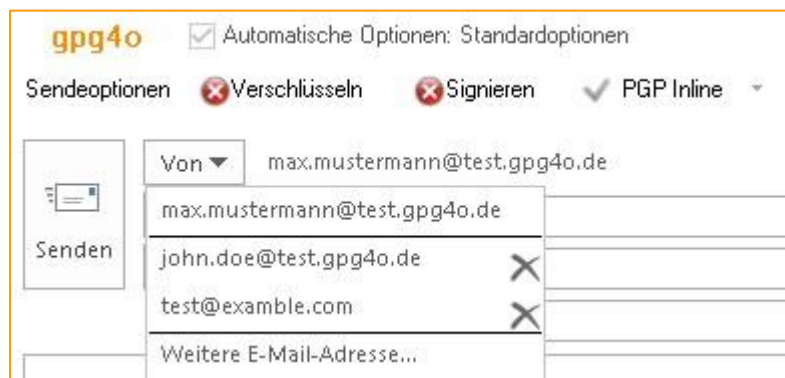 gpg4o Automatische Optionen: Standardoptionen
Sendeoptionen Verschlüsseln Signieren PGP Inline
Von max.mustermann@test.gpg4o.de
max.mustermann@test.gpg4o.de
Senden
john.doe@test.gpg4o.de
test@examble.com
Weitere E-Mail-Adresse...